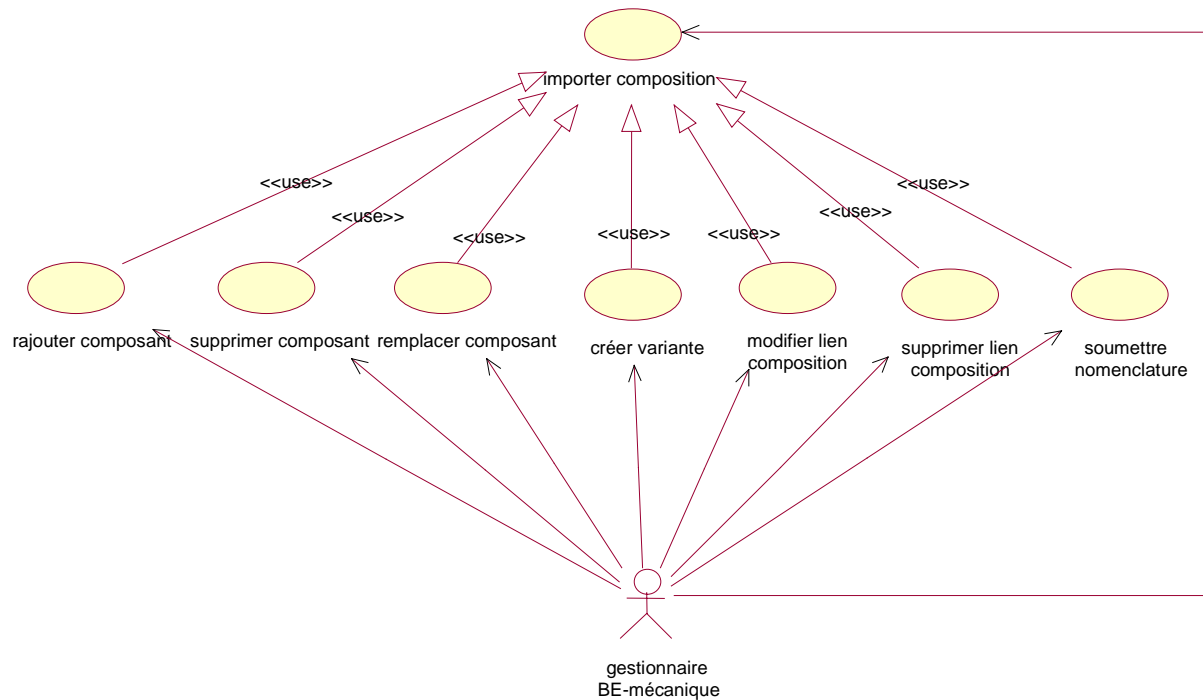 importer composition
<<use>>
<<use>>
<<use>>
<<use>>
<<use>>
<<use>>
<<use>>
rajouter composant
supprimer composant
remplacer composant
créer variante
modifier lien
composition
supprimer lien
composition
soumettre
nomenclature
gestionnaire
BE-mécanique